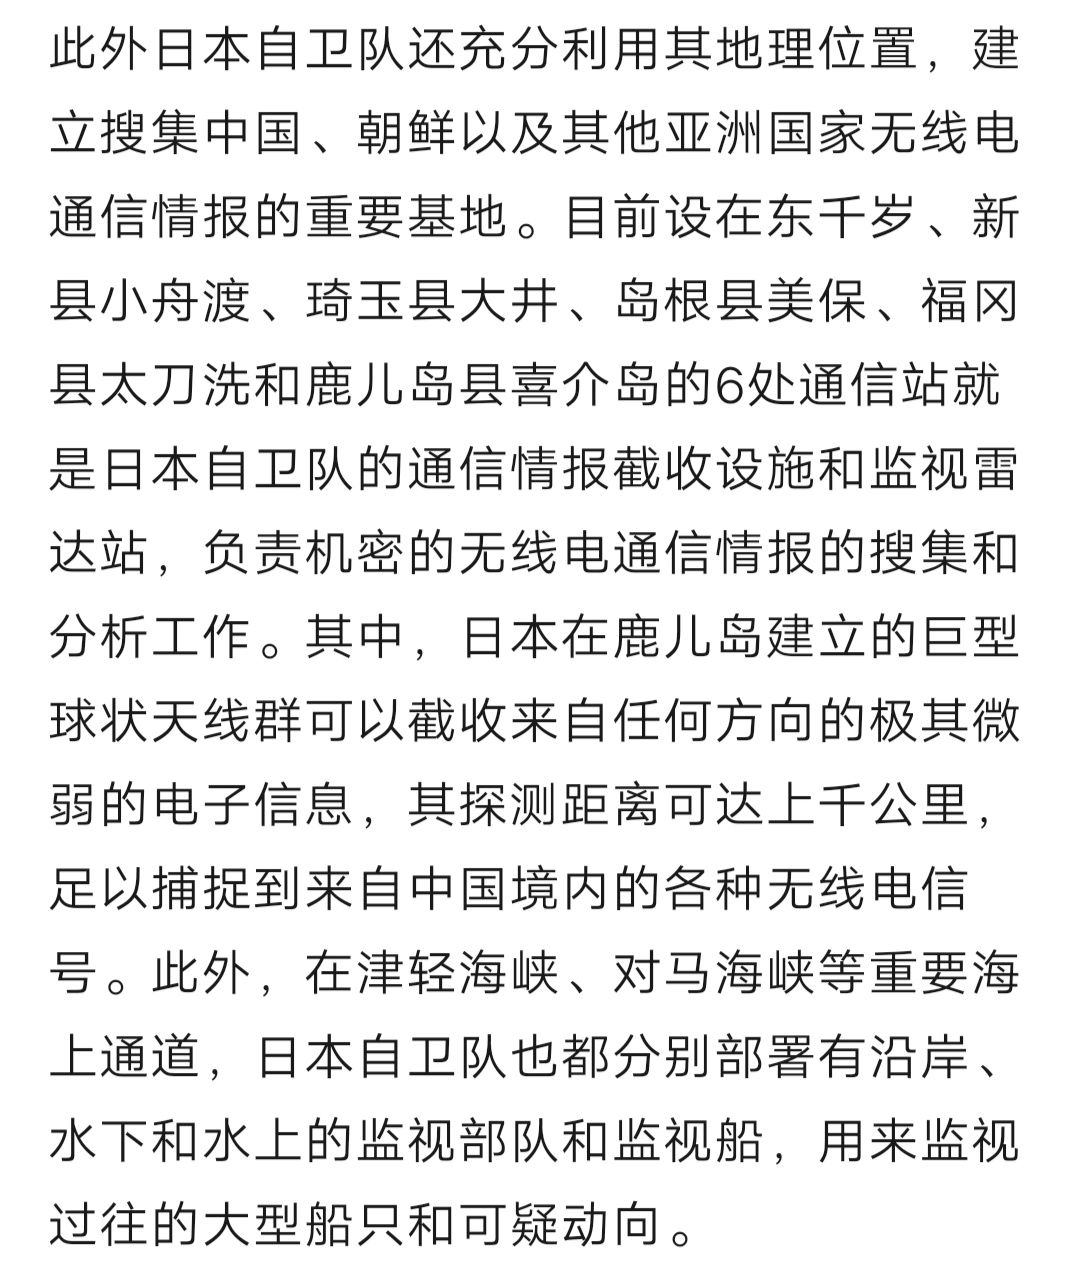 此外日本自卫队还充分利用其地理位置，建
立搜集中国、朝鲜以及其他亚洲国家无线电
通信情报的重要基地。目前设在东千岁、新
县小舟渡、琦玉县大井、岛根县美保、福冈
县太刀洗和鹿儿岛县喜介岛的6处通信站就
是日本自卫队的通信情报截收设施和监视雷
达站，负责机密的无线电通信情报的搜集和
分析工作。其中，日本在鹿儿岛建立的巨型
球状天线群可以截收来自任何方向的极其微
弱的电子信息，其探测距离可达上千公里，
足以捕捉到来自中国境内的各种无线电信
号。此外，在津轻海峡、对马海峡等重要海
上通道，日本自卫队也都分别部署有沿岸、
水下和水上的监视部队和监视船，用来监视
过往的大型船只和可疑动向。